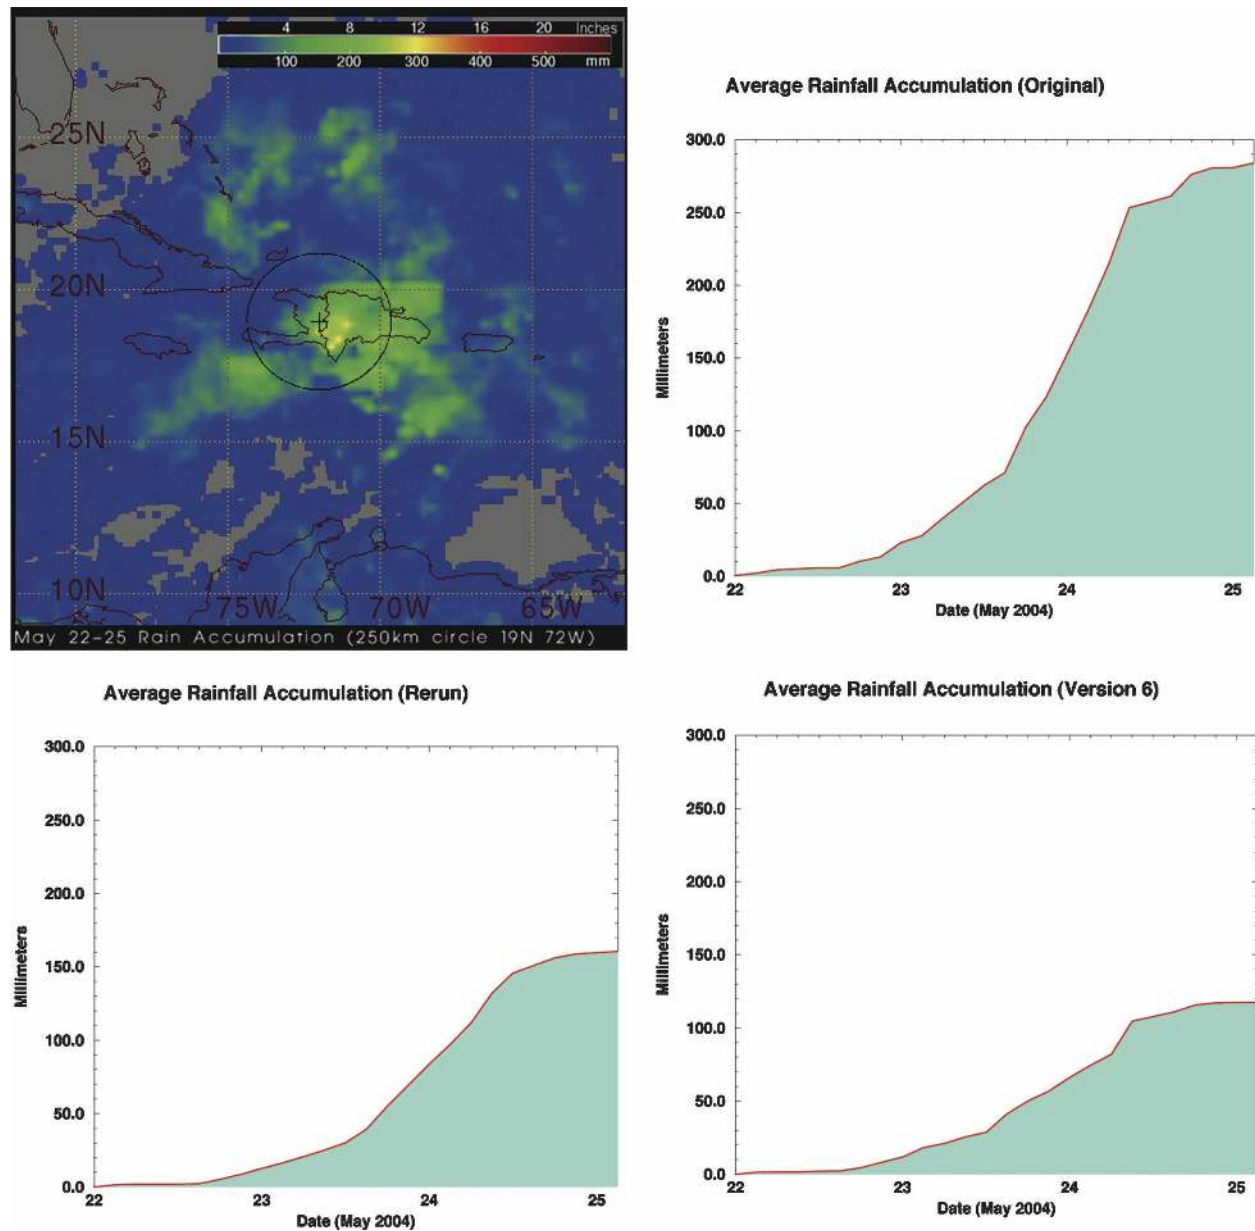 4 8 12 16 20 Inches
100 200 300 400 500 mm
25N
20N
15N
10N
75W 70W 65W
May 22-25 Rain Accumulation (250km circle 19N 72W)
Average Rainfall Accumulation (Original)
300.0
250.0
200.0
150.0
100.0
50.0
0.0
Millimeters
22 23 24 25
Date (May 2004)
Average Rainfall Accumulation (Rerun)
300.0
250.0
200.0
150.0
100.0
50.0
0.0
Millimeters
22 23 24 25
Date (May 2004)
Average Rainfall Accumulation (Version 6)
300.0
250.0
200.0
150.0
100.0
50.0
0.0
Millimeters
22 23 24 25
Date (May 2004)